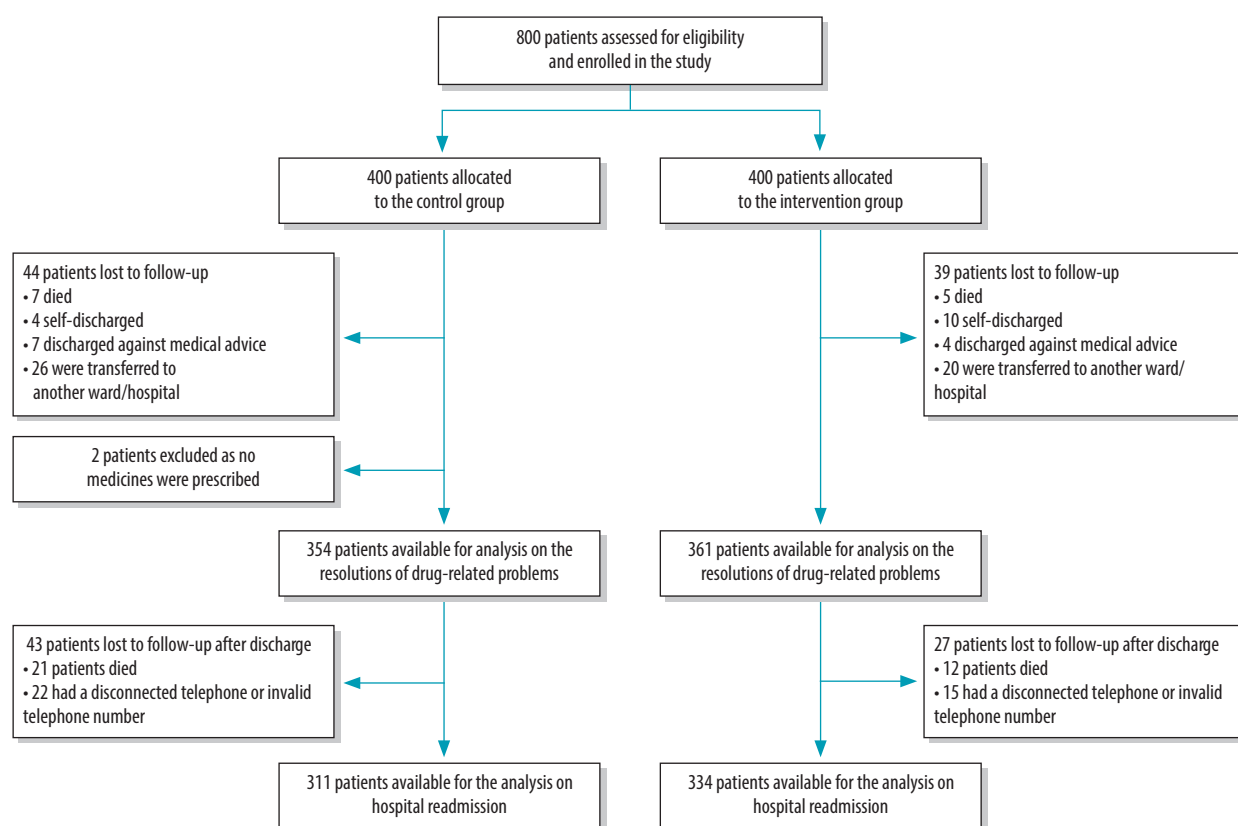 800 patients assessed for eligibility
and enrolled in the study
400 patients allocated
to the control group
400 patients allocated
to the intervention group
44 patients lost to follow-up
• 7 died
• 4 self-discharged
• 7 discharged against medical advice
• 26 were transferred to
another ward/hospital
39 patients lost to follow-up
• 5 died
• 10 self-discharged
• 4 discharged against medical advice
• 20 were transferred to another ward/
hospital
2 patients excluded as no
medicines were prescribed
354 patients available for analysis on the
resolutions of drug-related problems
361 patients available for analysis on the
resolutions of drug-related problems
43 patients lost to follow-up after discharge
• 21 patients died
• 22 had a disconnected telephone or invalid
telephone number
27 patients lost to follow-up after discharge
• 12 patients died
• 15 had a disconnected telephone or invalid
telephone number
311 patients available for the analysis on
hospital readmission
334 patients available for the analysis on
hospital readmission